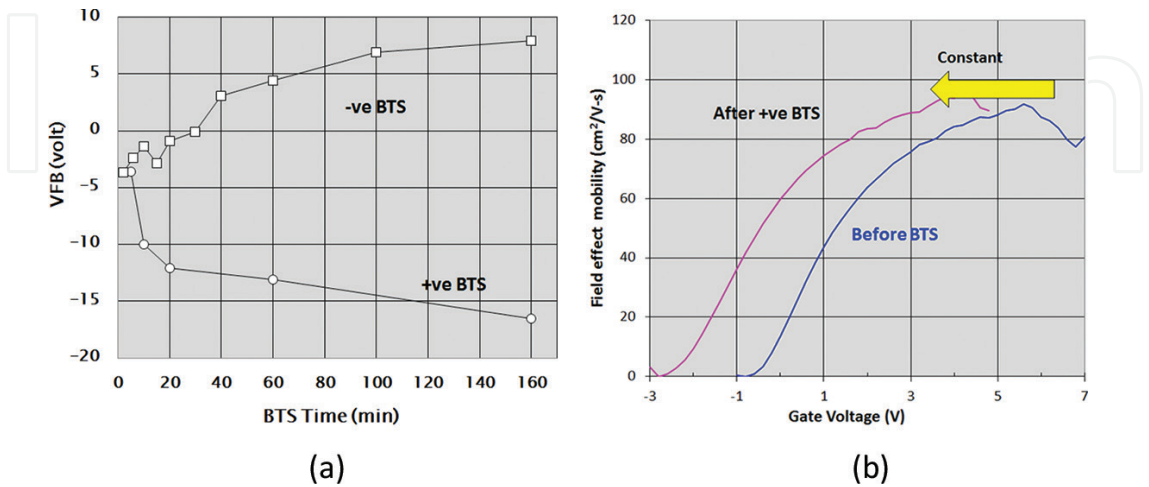 10
5
0
−5
−10
−15
−20
VFB (volt)
-ve BTS
+ve BTS
0 20 40 60 80 100 120 140 160
BTS Time (min)
(a)
120
100
80
60
40
20
0
Field effect mobility (cm²/V-s)
Constant
After +ve BTS
Before BTS
-3 -1 1 3 5 7
Gate Voltage (V)
(b)